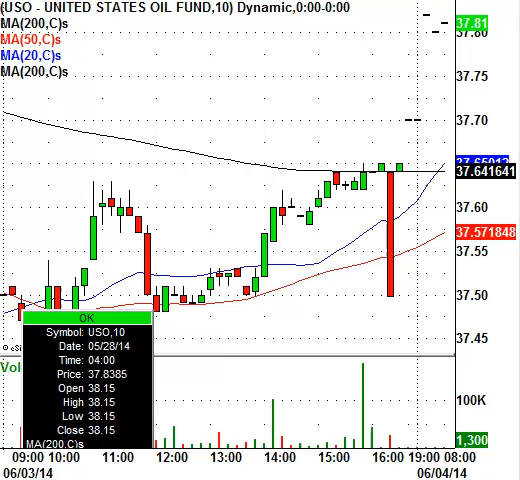 (USO - UNITED STATES OIL FUND,10) Dynamic,0:00-0:00
MA(200,C)s
MA(50,C)s
MA(20,C)s
MA(200,C)s
37.81
37.80
37.75
37.70
37.65012
37.641641
37.60
37.571848
37.55
37.50
37.45
OK
Symbol: USO,10
Date: 05/28/14
Time: 04:00
Price: 37.8385
Open 38.15
High 38.15
Low 38.15
Close 38.15
MA(200,C)s
© eSi
Vol
100K
1,300
09:00 10:00 11:00 12:00 13:00 14:00 15:00 16:00 19:00 08:00
06/03/14 06/04/14